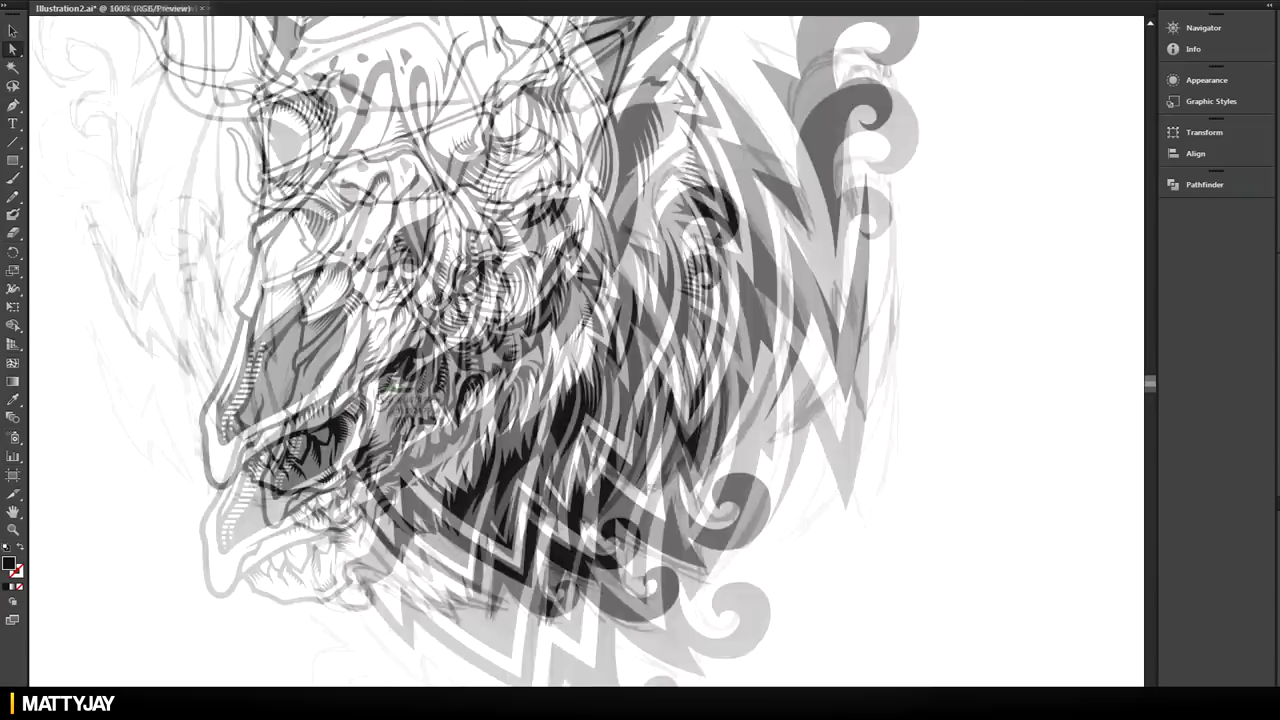 Illustration2.ai* @ 100% (RGB/Preview)
Navigator
Info
Appearance
Graphic Styles
Transform
Align
Pathfinder
MATTYJAY